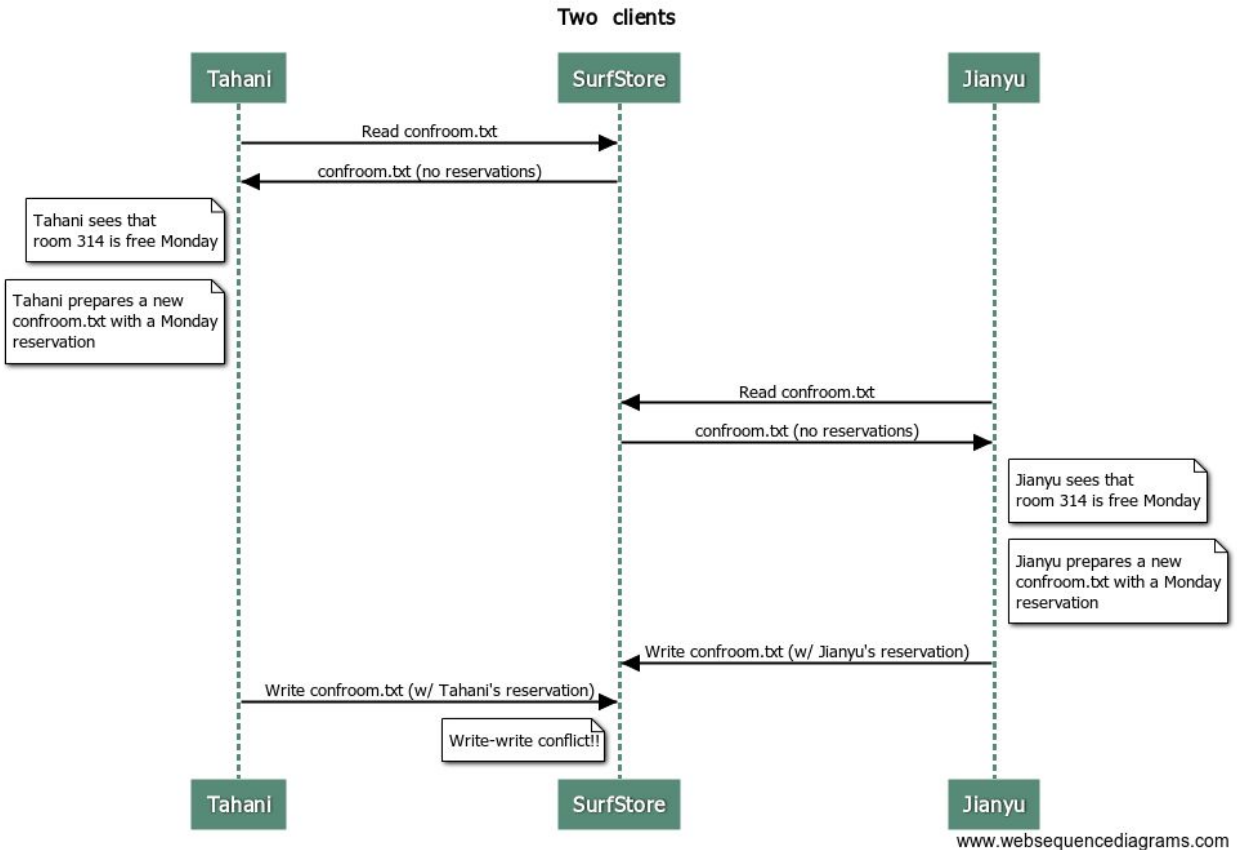 Two clients
Tahani
SurfStore
Jianyu
Read confroom.txt
confroom.txt (no reservations)
Tahani sees that
room 314 is free Monday
Tahani prepares a new
confroom.txt with a Monday
reservation
Read confroom.txt
confroom.txt (no reservations)
Jianyu sees that
room 314 is free Monday
Jianyu prepares a new
confroom.txt with a Monday
reservation
Write confroom.txt (w/ Jianyu's reservation)
Write confroom.txt (w/ Tahani's reservation)
Write-write conflict!!
Tahani
SurfStore
Jianyu
www.websequencediagrams.com